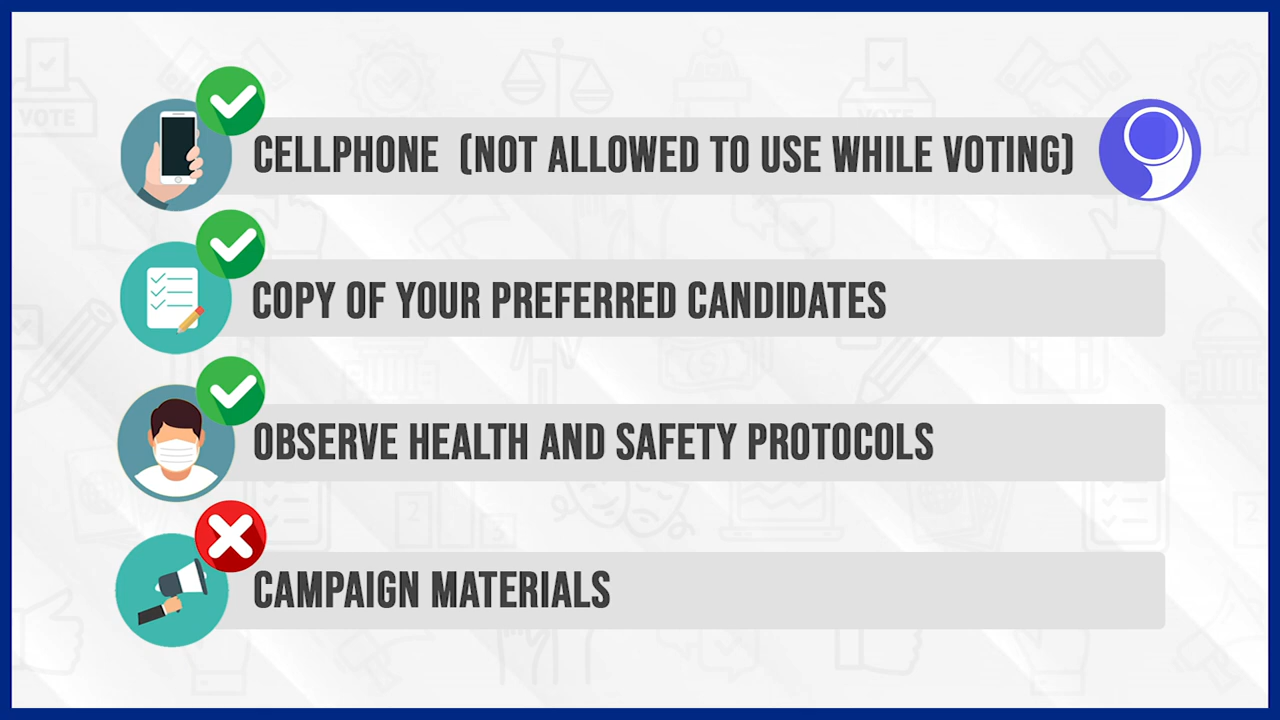 CELLPHONE (NOT ALLOWED TO USE WHILE VOTING)
COPY OF YOUR PREFERRED CANDIDATES
OBSERVE HEALTH AND SAFETY PROTOCOLS
CAMPAIGN MATERIALS
VOTE